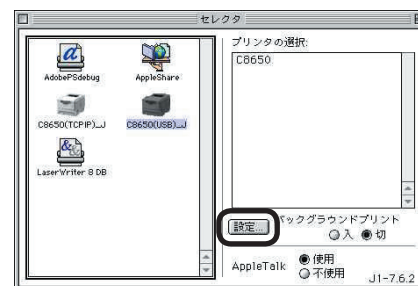 セレクタ
AdobePSdebug
AppleShare
C8650(TCPIP)_J
C8650(USB)_J
LaserWriter 8 DB
プリンタの選択:
C8650
設定...
バックグラウンドプリント
入 切
AppleTalk
使用
不使用
J1-7.6.2